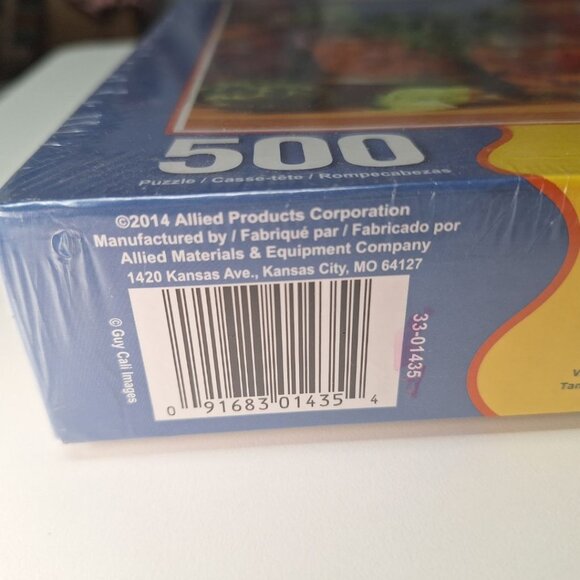 500
Puzzle / Casse-tête / Rompecabezas
©2014 Allied Products Corporation
Manufactured by / Fabriqué par / Fabricado por
Allied Materials & Equipment Company
1420 Kansas Ave., Kansas City, MO 64127
© Guy Cali Images
33-01435
0 91683 01435 4